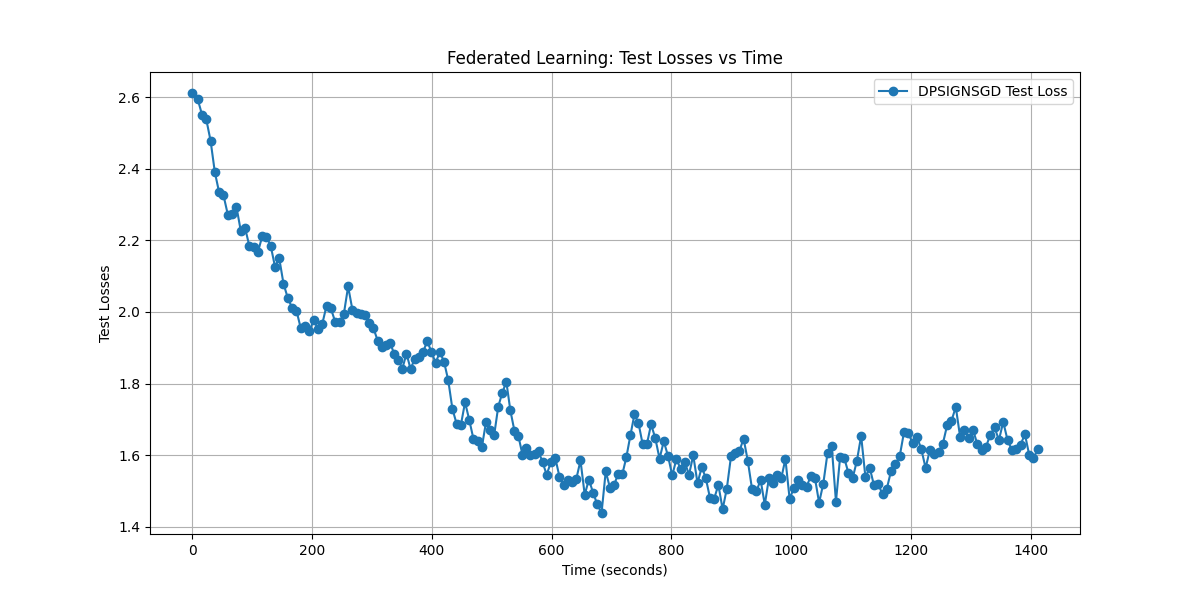 Federated Learning: Test Losses vs Time
DPSIGNSGD Test Loss
2.6
2.4
2.2
2.0
1.8
1.6
1.4
Test Losses
0 200 400 600 800 1000 1200 1400
Time (seconds)